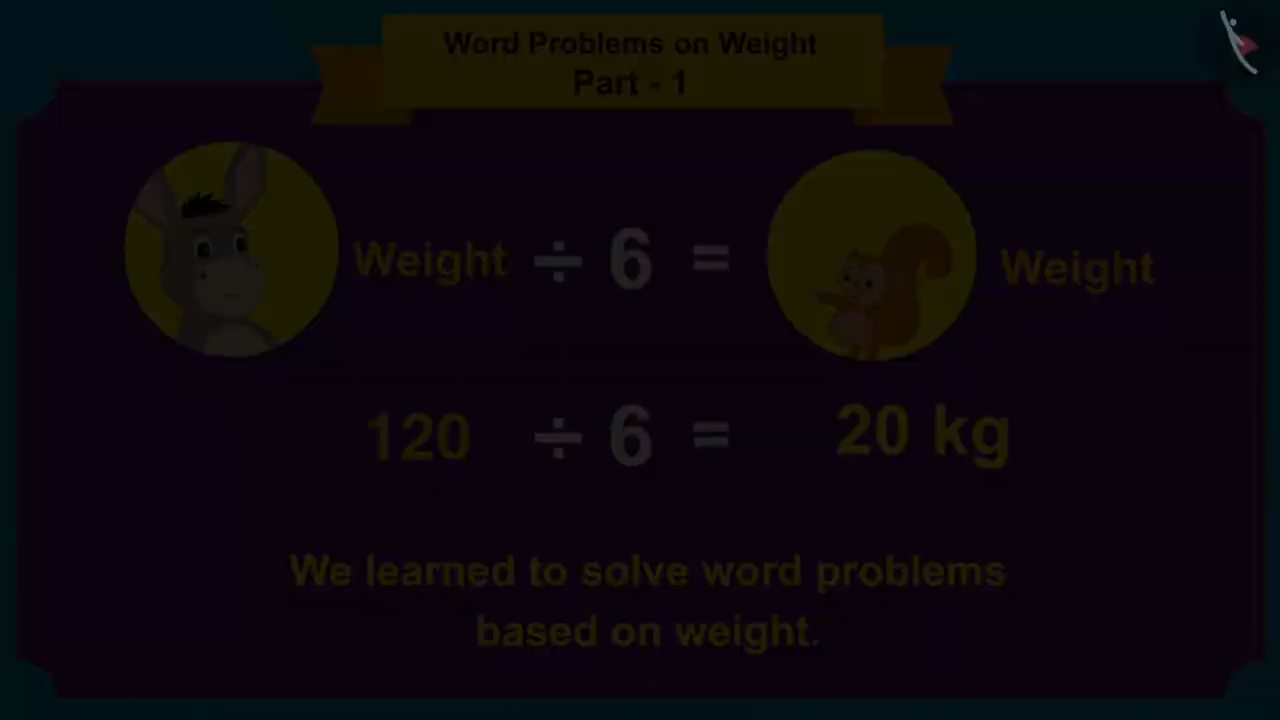 Word Problems on Weight
Part - 1
Weight ÷ 6 = Weight
120 ÷ 6 = 20 kg
We learned to solve word problems
based on weight.